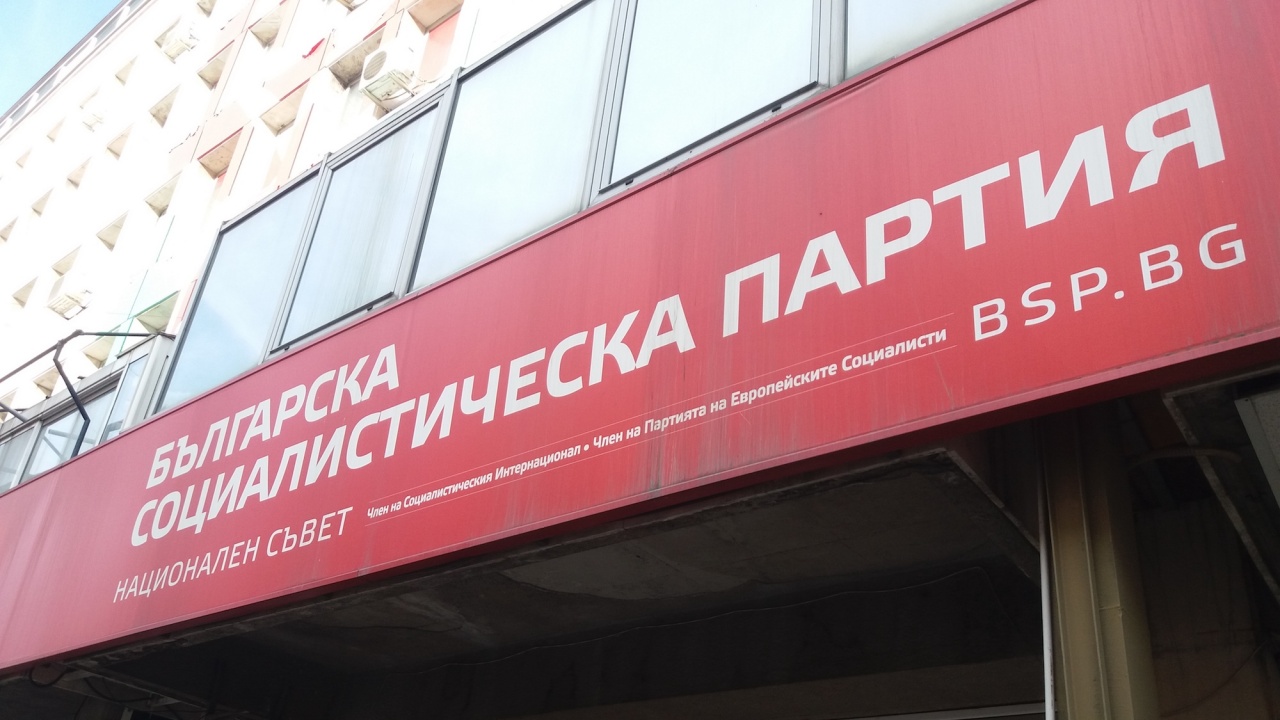 БЪЛГАРСКА
СОЦИАЛИСТИЧЕСКА ПАРТИЯ
НАЦИОНАЛЕН СЪВЕТ
Член на Социалистическия Интернационал • Член на Партията на Европейските Социалисти
BSP.BG